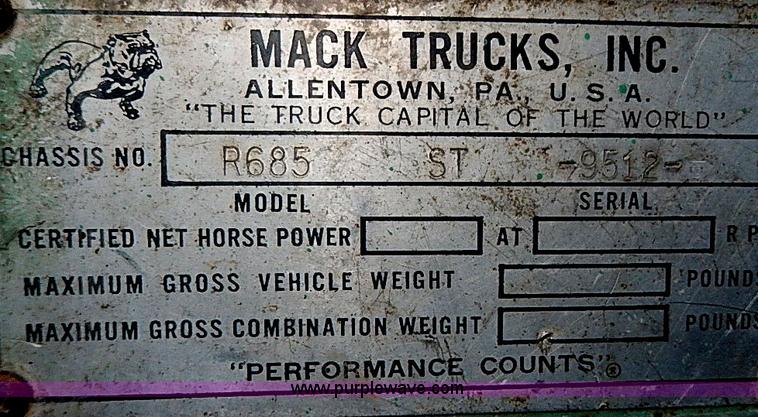 MACK TRUCKS, INC.
ALLENTOWN, PA., U. S. A.
"THE TRUCK CAPITAL OF THE WORLD"
CHASSIS NO. R685 ST -9512-
MODEL SERIAL
CERTIFIED NET HORSE POWER AT R P
MAXIMUM GROSS VEHICLE WEIGHT POUNDS
MAXIMUM GROSS COMBINATION WEIGHT POUNDS
"PERFORMANCE COUNTS"®
www.purplewave.com